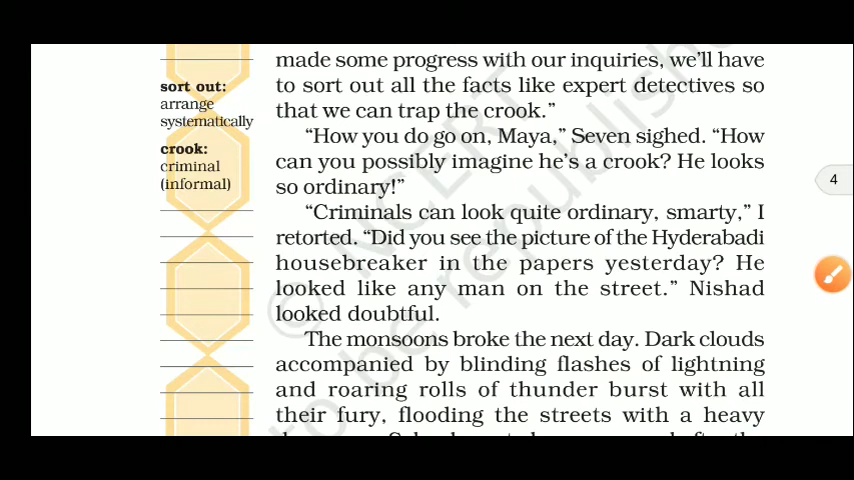 made some progress with our inquiries, we'll have
to sort out all the facts like expert detectives so
that we can trap the crook."
"How you do go on, Maya," Seven sighed. "How
can you possibly imagine he's a crook? He looks
so ordinary!"
"Criminals can look quite ordinary, smarty," I
retorted. "Did you see the picture of the Hyderabadi
housebreaker in the papers yesterday? He
looked like any man on the street." Nishad
looked doubtful.
The monsoons broke the next day. Dark clouds
accompanied by blinding flashes of lightning
and roaring rolls of thunder burst with all
their fury, flooding the streets with a heavy
sort out:
arrange
systematically
crook:
criminal
(informal)
4
© NCERT
to be republished